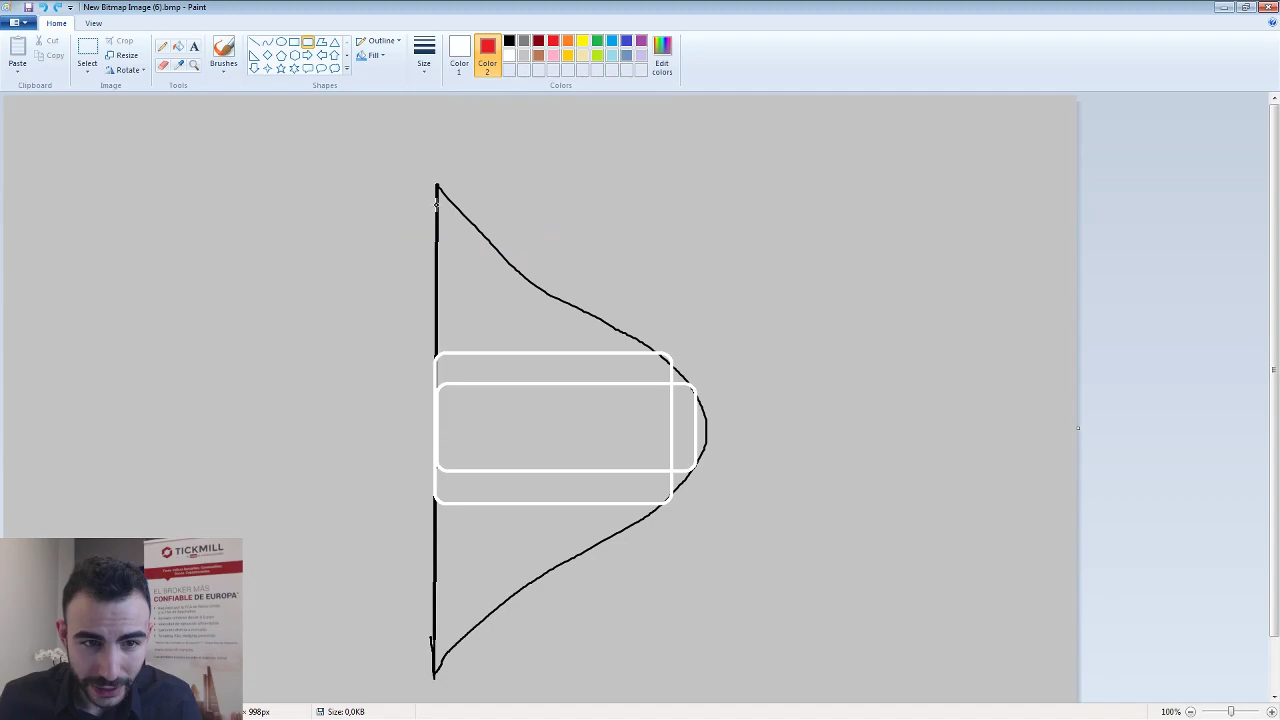 New Bitmap Image (6).bmp - Paint
Home
View
Paste
Cut
Copy
Clipboard
Select
Crop
Resize
Rotate
Image
A
Tools
Brushes
Shapes
Outline
Fill
Size
Color
1
Color
2
Edit
colors
Colors
TICKMILL
EL BROKER MÁS
CONFIABLE DE EUROPA*
× 998px
Size: 0,0KB
100%